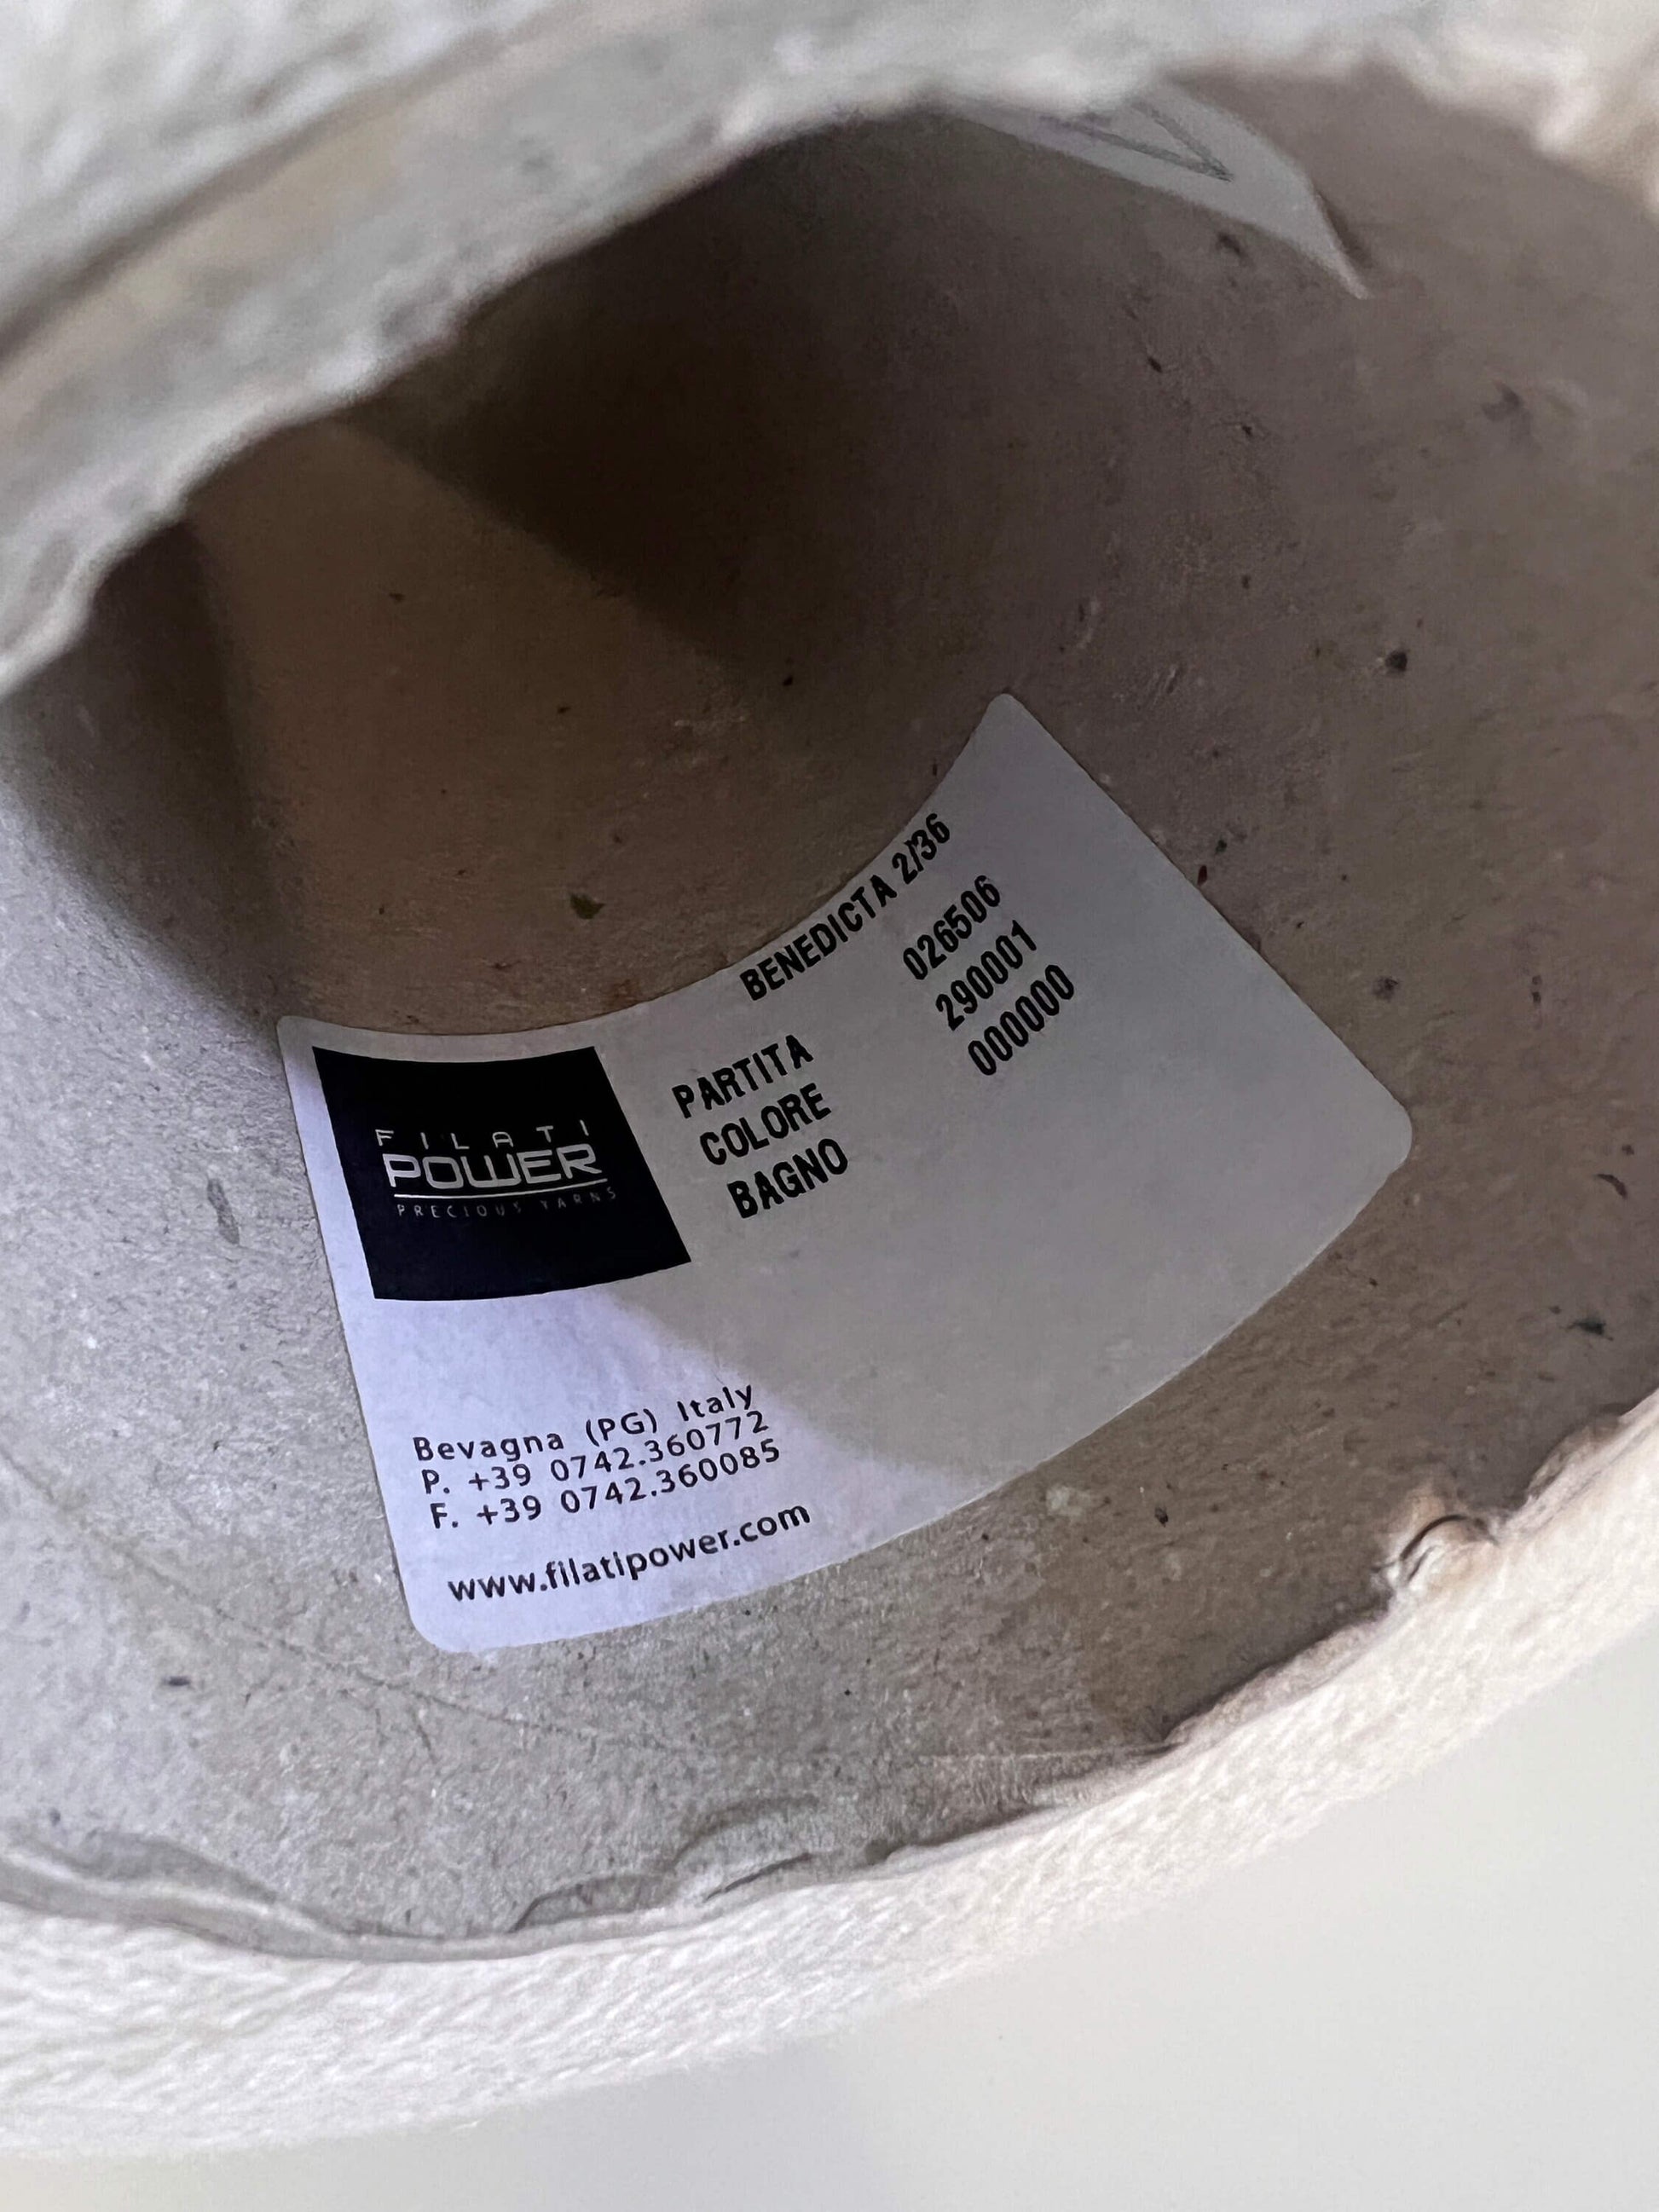 BENEDICTA 2/36
PARTITA 026506
COLORE 290001
BAGNO 000000
FILATI
POWER
PRECIOUS YARNS
Bevagna (PG) Italy
P. +39 0742.360772
F. +39 0742.360085
www.filatipower.com